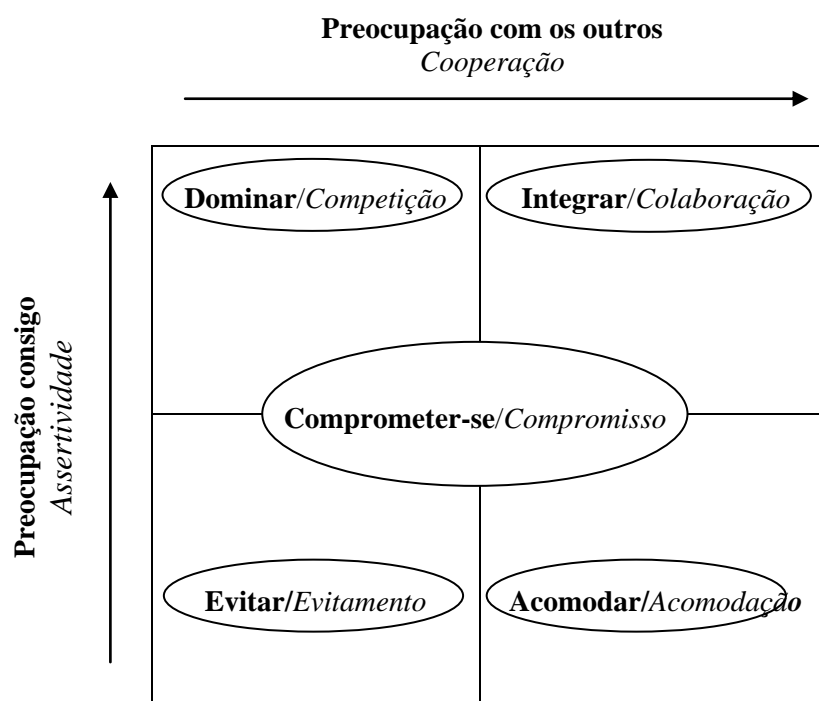 Preocupação com os outros
Cooperação
Dominar/Competição
Integrar/Colaboração
Preocupação consigo
Assertividade
Comprometer-se/Compromisso
Evitar/Evitamento
Acomodar/Acomodação